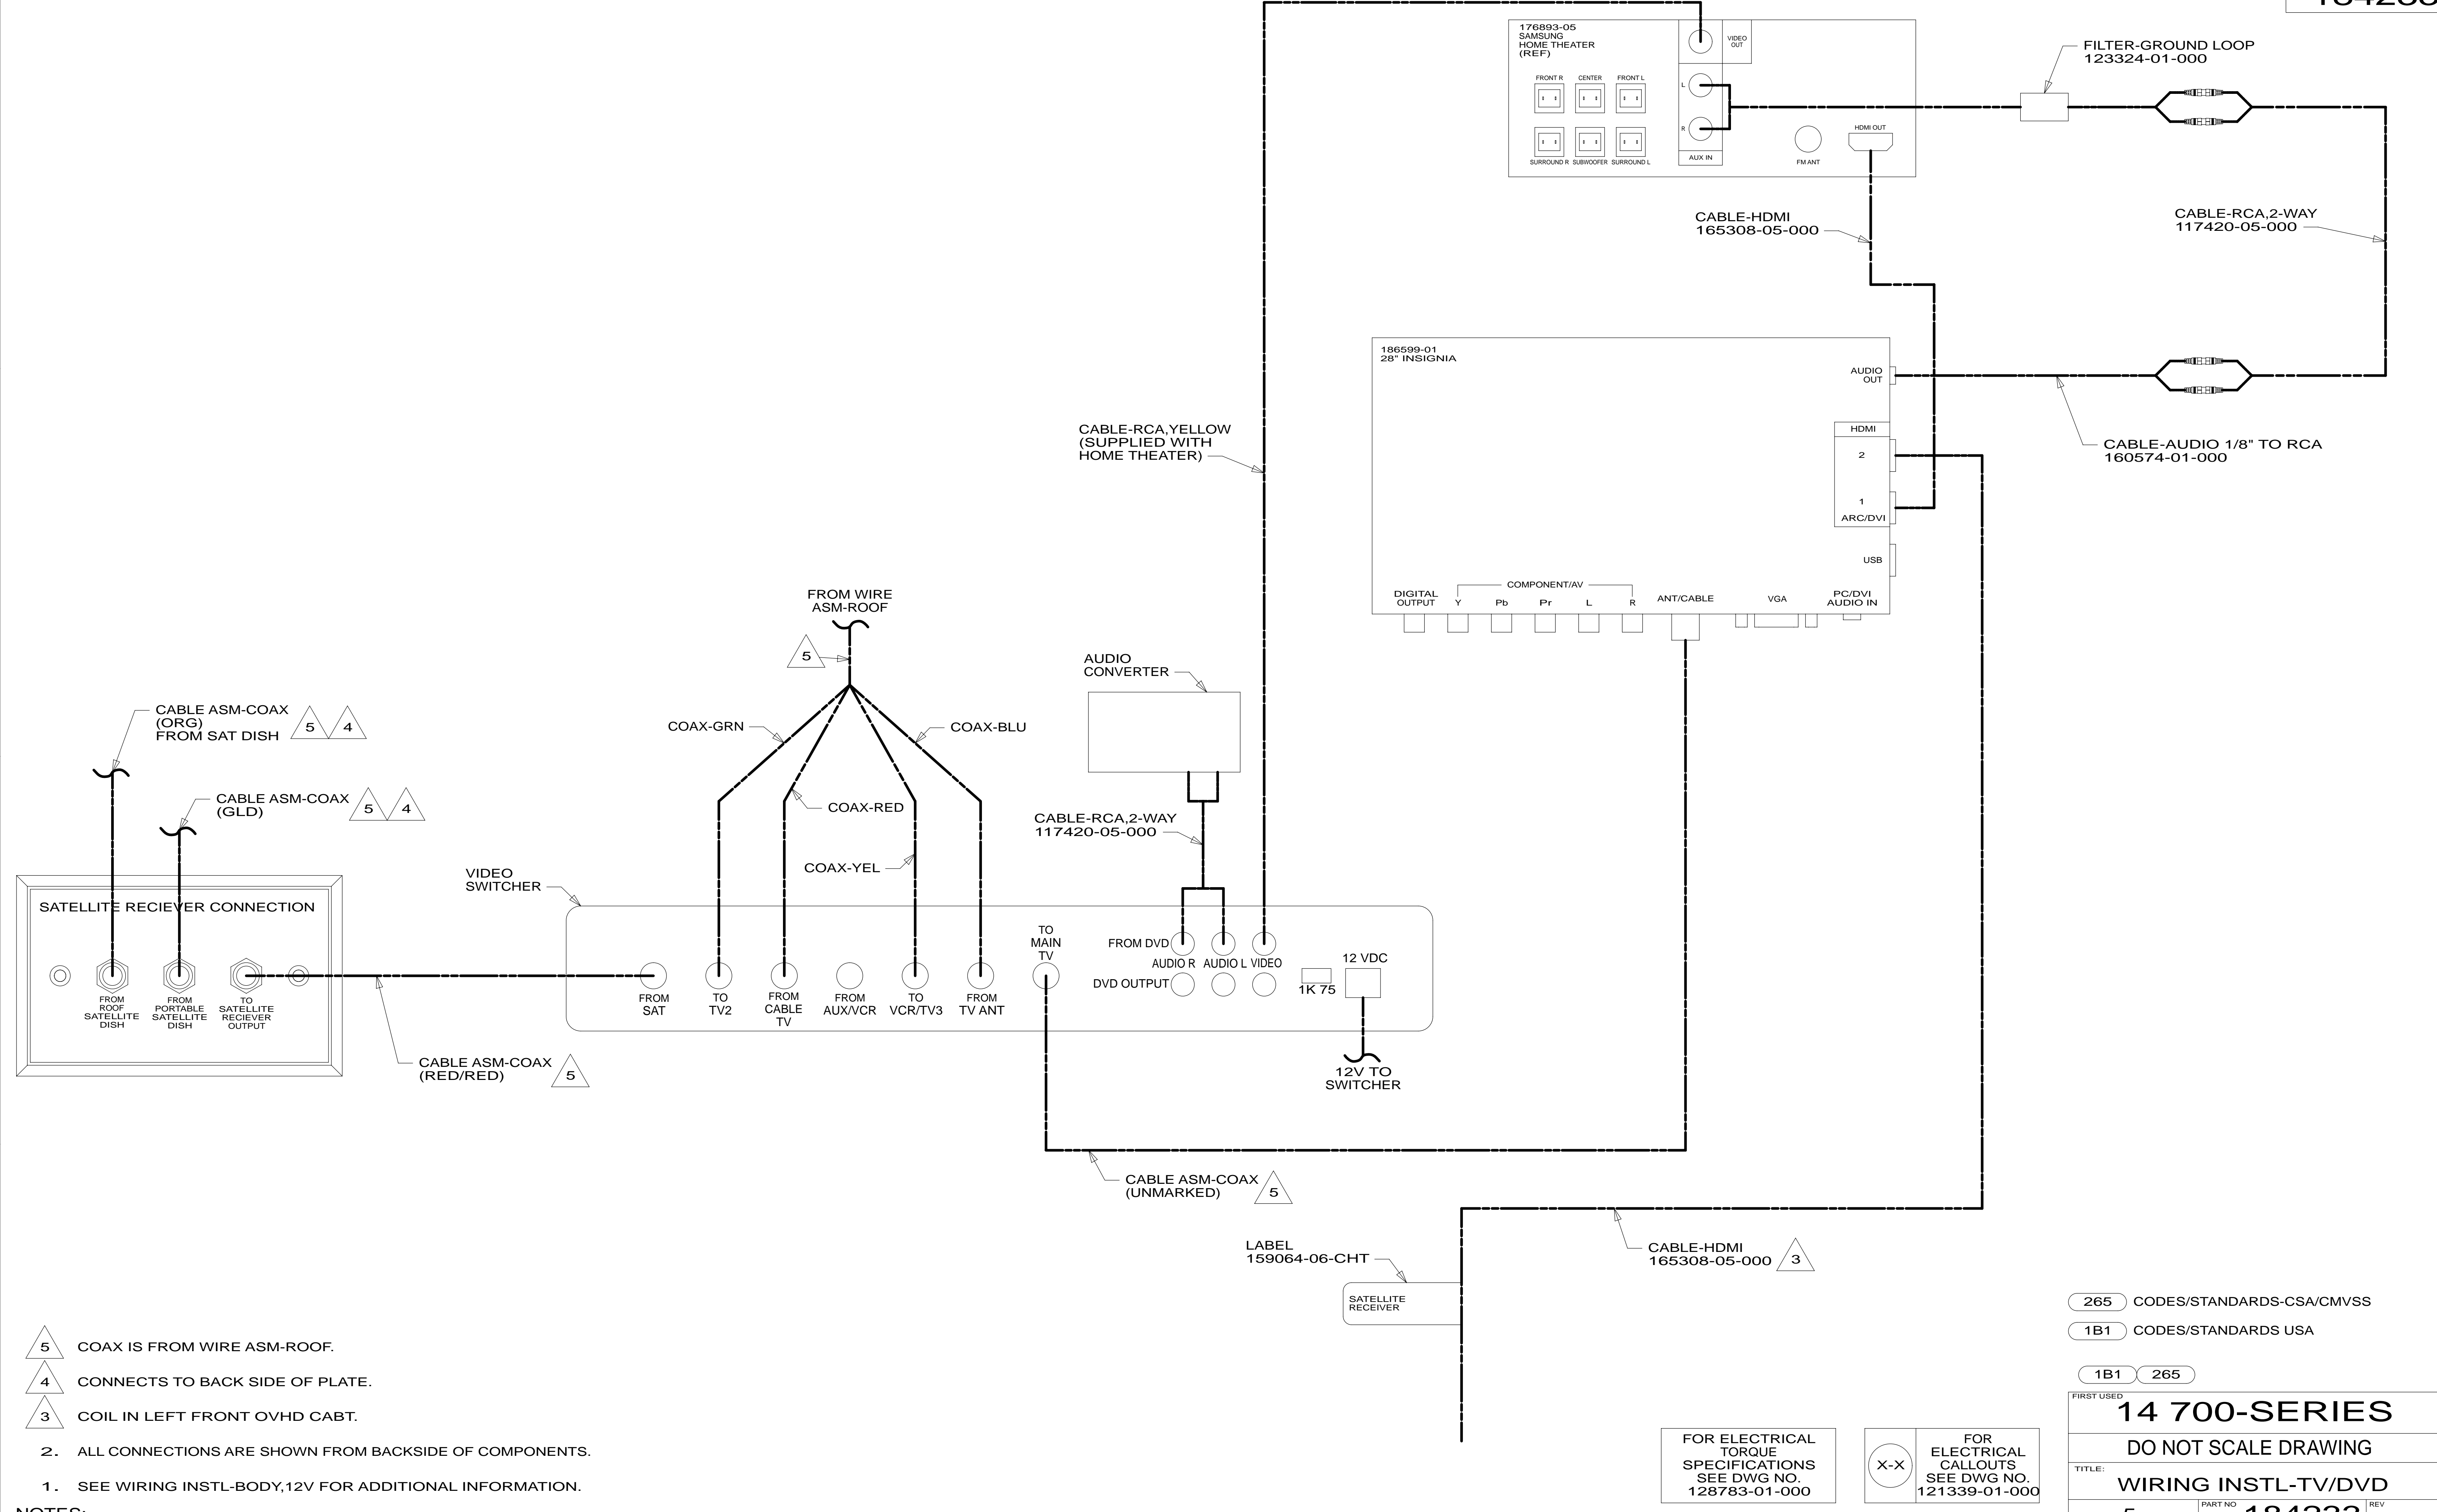 176893-05
SAMSUNG
HOME THEATER
(REF)
VIDEO
OUT
FRONT R
CENTER
FRONT L
L
R
SURROUND R
SUBWOOFER
SURROUND L
AUX IN
FM ANT
HDMI OUT
FILTER-GROUND LOOP
123324-01-000
CABLE-HDMI
165308-05-000
CABLE-RCA,2-WAY
117420-05-000
186599-01
28" INSIGNIA
AUDIO
OUT
HDMI
2
1
ARC/DVI
USB
DIGITAL
OUTPUT
COMPONENT/AV
Y
Pb
Pr
L
R
ANT/CABLE
VGA
PC/DVI
AUDIO IN
CABLE-AUDIO 1/8" TO RCA
160574-01-000
CABLE-RCA,YELLOW
(SUPPLIED WITH
HOME THEATER)
FROM WIRE
ASM-ROOF
5
AUDIO
CONVERTER
CABLE ASM-COAX
(ORG)
FROM SAT DISH
5
4
COAX-GRN
COAX-BLU
CABLE ASM-COAX
(GLD)
5
4
COAX-RED
CABLE-RCA,2-WAY
117420-05-000
COAX-YEL
VIDEO
SWITCHER
SATELLITE RECIEVER CONNECTION
FROM
ROOF
SATELLITE
DISH
FROM
PORTABLE
SATELLITE
DISH
TO
SATELLITE
RECIEVER
OUTPUT
FROM
SAT
TO
TV2
FROM
CABLE
TV
FROM
AUX/VCR
TO
VCR/TV3
FROM
TV ANT
TO
MAIN
TV
FROM DVD
AUDIO R
AUDIO L
VIDEO
DVD OUTPUT
1K 75
12 VDC
12V TO
SWITCHER
CABLE ASM-COAX
(RED/RED)
5
CABLE ASM-COAX
(UNMARKED)
5
LABEL
159064-06-CHT
CABLE-HDMI
165308-05-000
3
SATELLITE
RECEIVER
5 COAX IS FROM WIRE ASM-ROOF.
4 CONNECTS TO BACK SIDE OF PLATE.
3 COIL IN LEFT FRONT OVHD CABT.
2. ALL CONNECTIONS ARE SHOWN FROM BACKSIDE OF COMPONENTS.
1. SEE WIRING INSTL-BODY,12V FOR ADDITIONAL INFORMATION.
NOTES:
265 CODES/STANDARDS-CSA/CMVSS
1B1 CODES/STANDARDS USA
1B1 265
FOR ELECTRICAL
TORQUE
SPECIFICATIONS
SEE DWG NO.
128783-01-000
X-X
FOR
ELECTRICAL
CALLOUTS
SEE DWG NO.
121339-01-000
FIRST USED
14 700-SERIES
DO NOT SCALE DRAWING
TITLE:
WIRING INSTL-TV/DVD
PART NO
REV